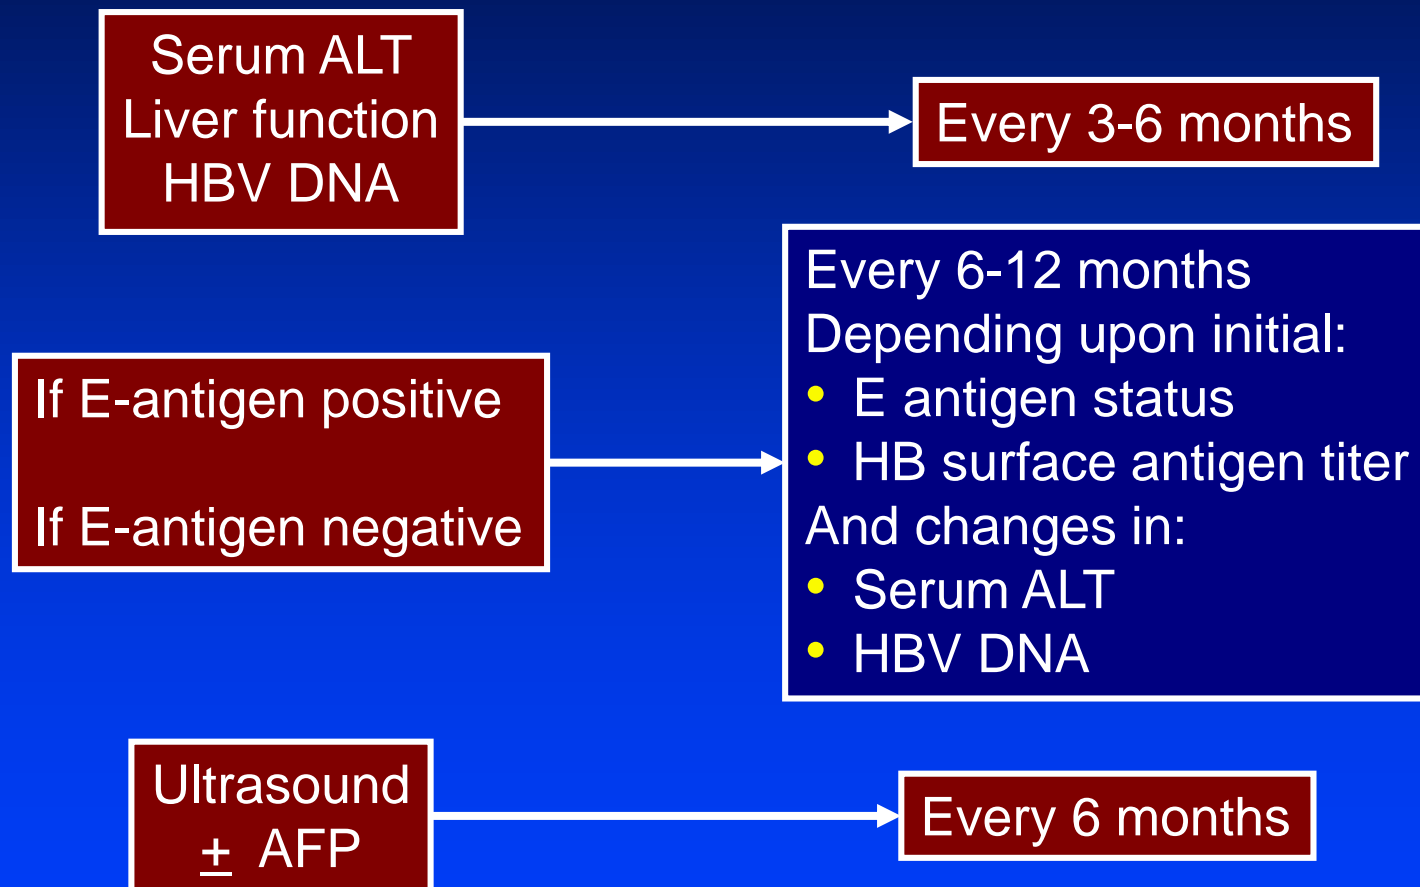 Serum ALT
Liver function
HBV DNA
Every 3-6 months
If E-antigen positive
If E-antigen negative
Every 6-12 months
Depending upon initial:
• E antigen status
• HB surface antigen titer
And changes in:
• Serum ALT
• HBV DNA
Ultrasound
± AFP
Every 6 months